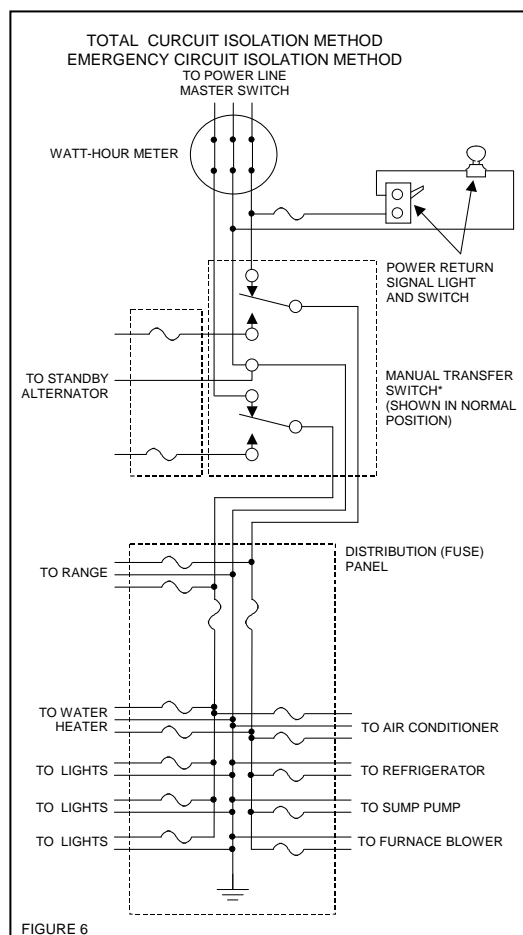 TOTAL CURCUIT ISOLATION METHOD
EMERGENCY CIRCUIT ISOLATION METHOD
TO POWER LINE
MASTER SWITCH
WATT-HOUR METER
POWER RETURN
SIGNAL LIGHT
AND SWITCH
TO STANDBY
ALTERNATOR
MANUAL TRANSFER
SWITCH*
(SHOWN IN NORMAL
POSITION)
DISTRIBUTION (FUSE)
PANEL
TO RANGE
TO WATER
HEATER
TO AIR CONDITIONER
TO LIGHTS
TO REFRIGERATOR
TO LIGHTS
TO SUMP PUMP
TO LIGHTS
TO FURNACE BLOWER
FIGURE 6